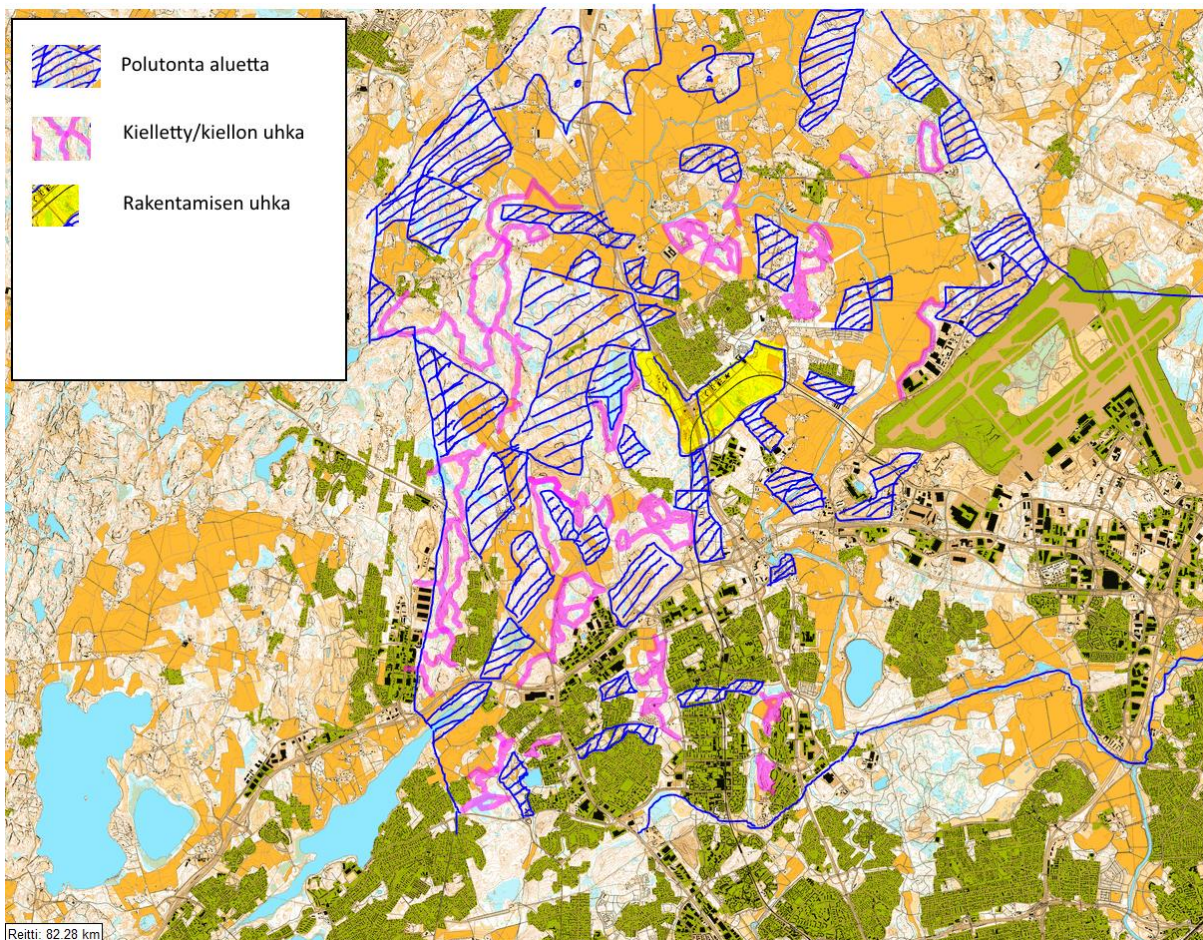 Polutonta aluetta
Kielletty/kiellon uhka
Rakentamisen uhka
Reitti: 82.28 km